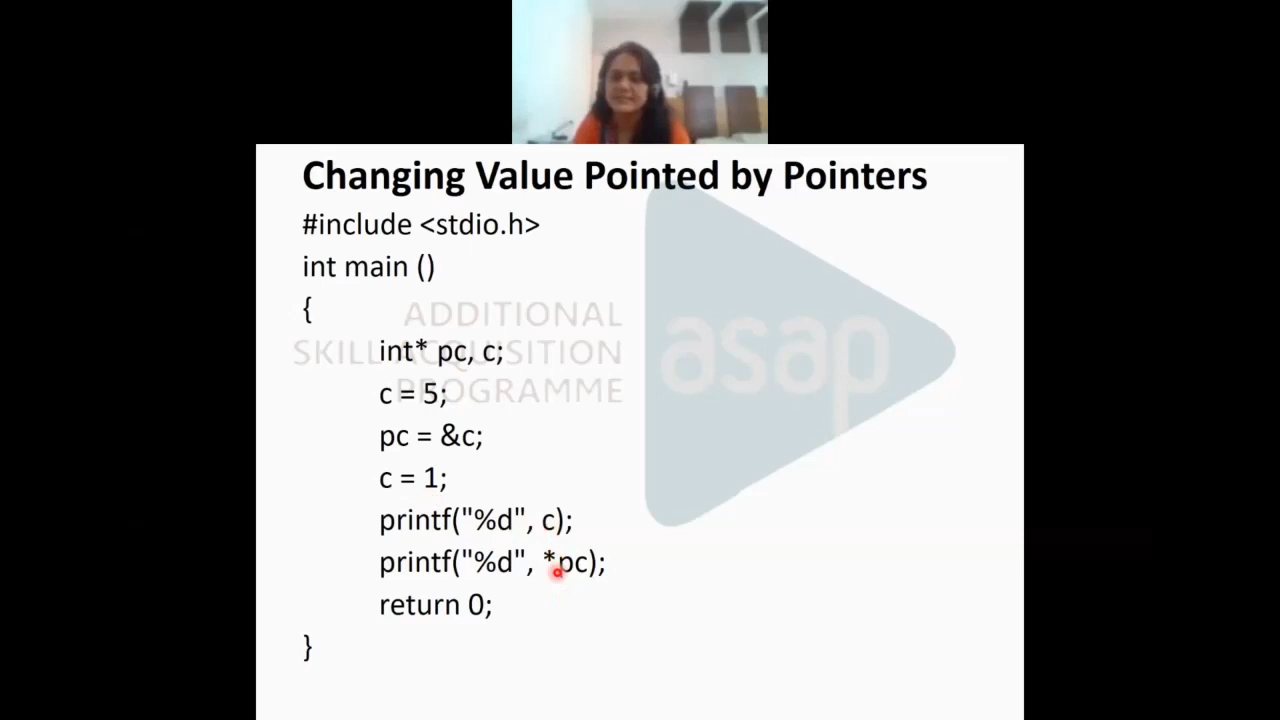 Changing Value Pointed by Pointers
#include <stdio.h>
int main ()
{
int* pc, c;
c = 5;
pc = &c;
c = 1;
printf("%d", c);
printf("%d", *pc);
return 0;
}
ADDITIONAL
SKILL ACQUISITION
PROGRAMME
asap